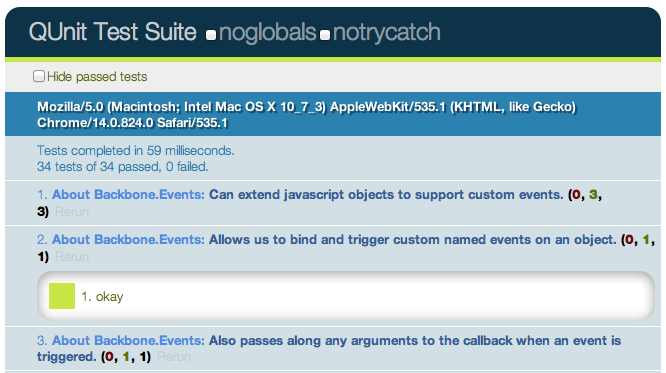 QUnit Test Suite noglobals notrycatch
Hide passed tests
Mozilla/5.0 (Macintosh; Intel Mac OS X 10_7_3) AppleWebKit/535.1 (KHTML, like Gecko)
Chrome/14.0.824.0 Safari/535.1
Tests completed in 59 milliseconds.
34 tests of 34 passed, 0 failed.
1. About Backbone.Events: Can extend javascript objects to support custom events. (0, 3,
3) Rerun
2. About Backbone.Events: Allows us to bind and trigger custom named events on an object. (0, 1,
1) Rerun
1. okay
3. About Backbone.Events: Also passes along any arguments to the callback when an event is
triggered. (0, 1, 1) Rerun